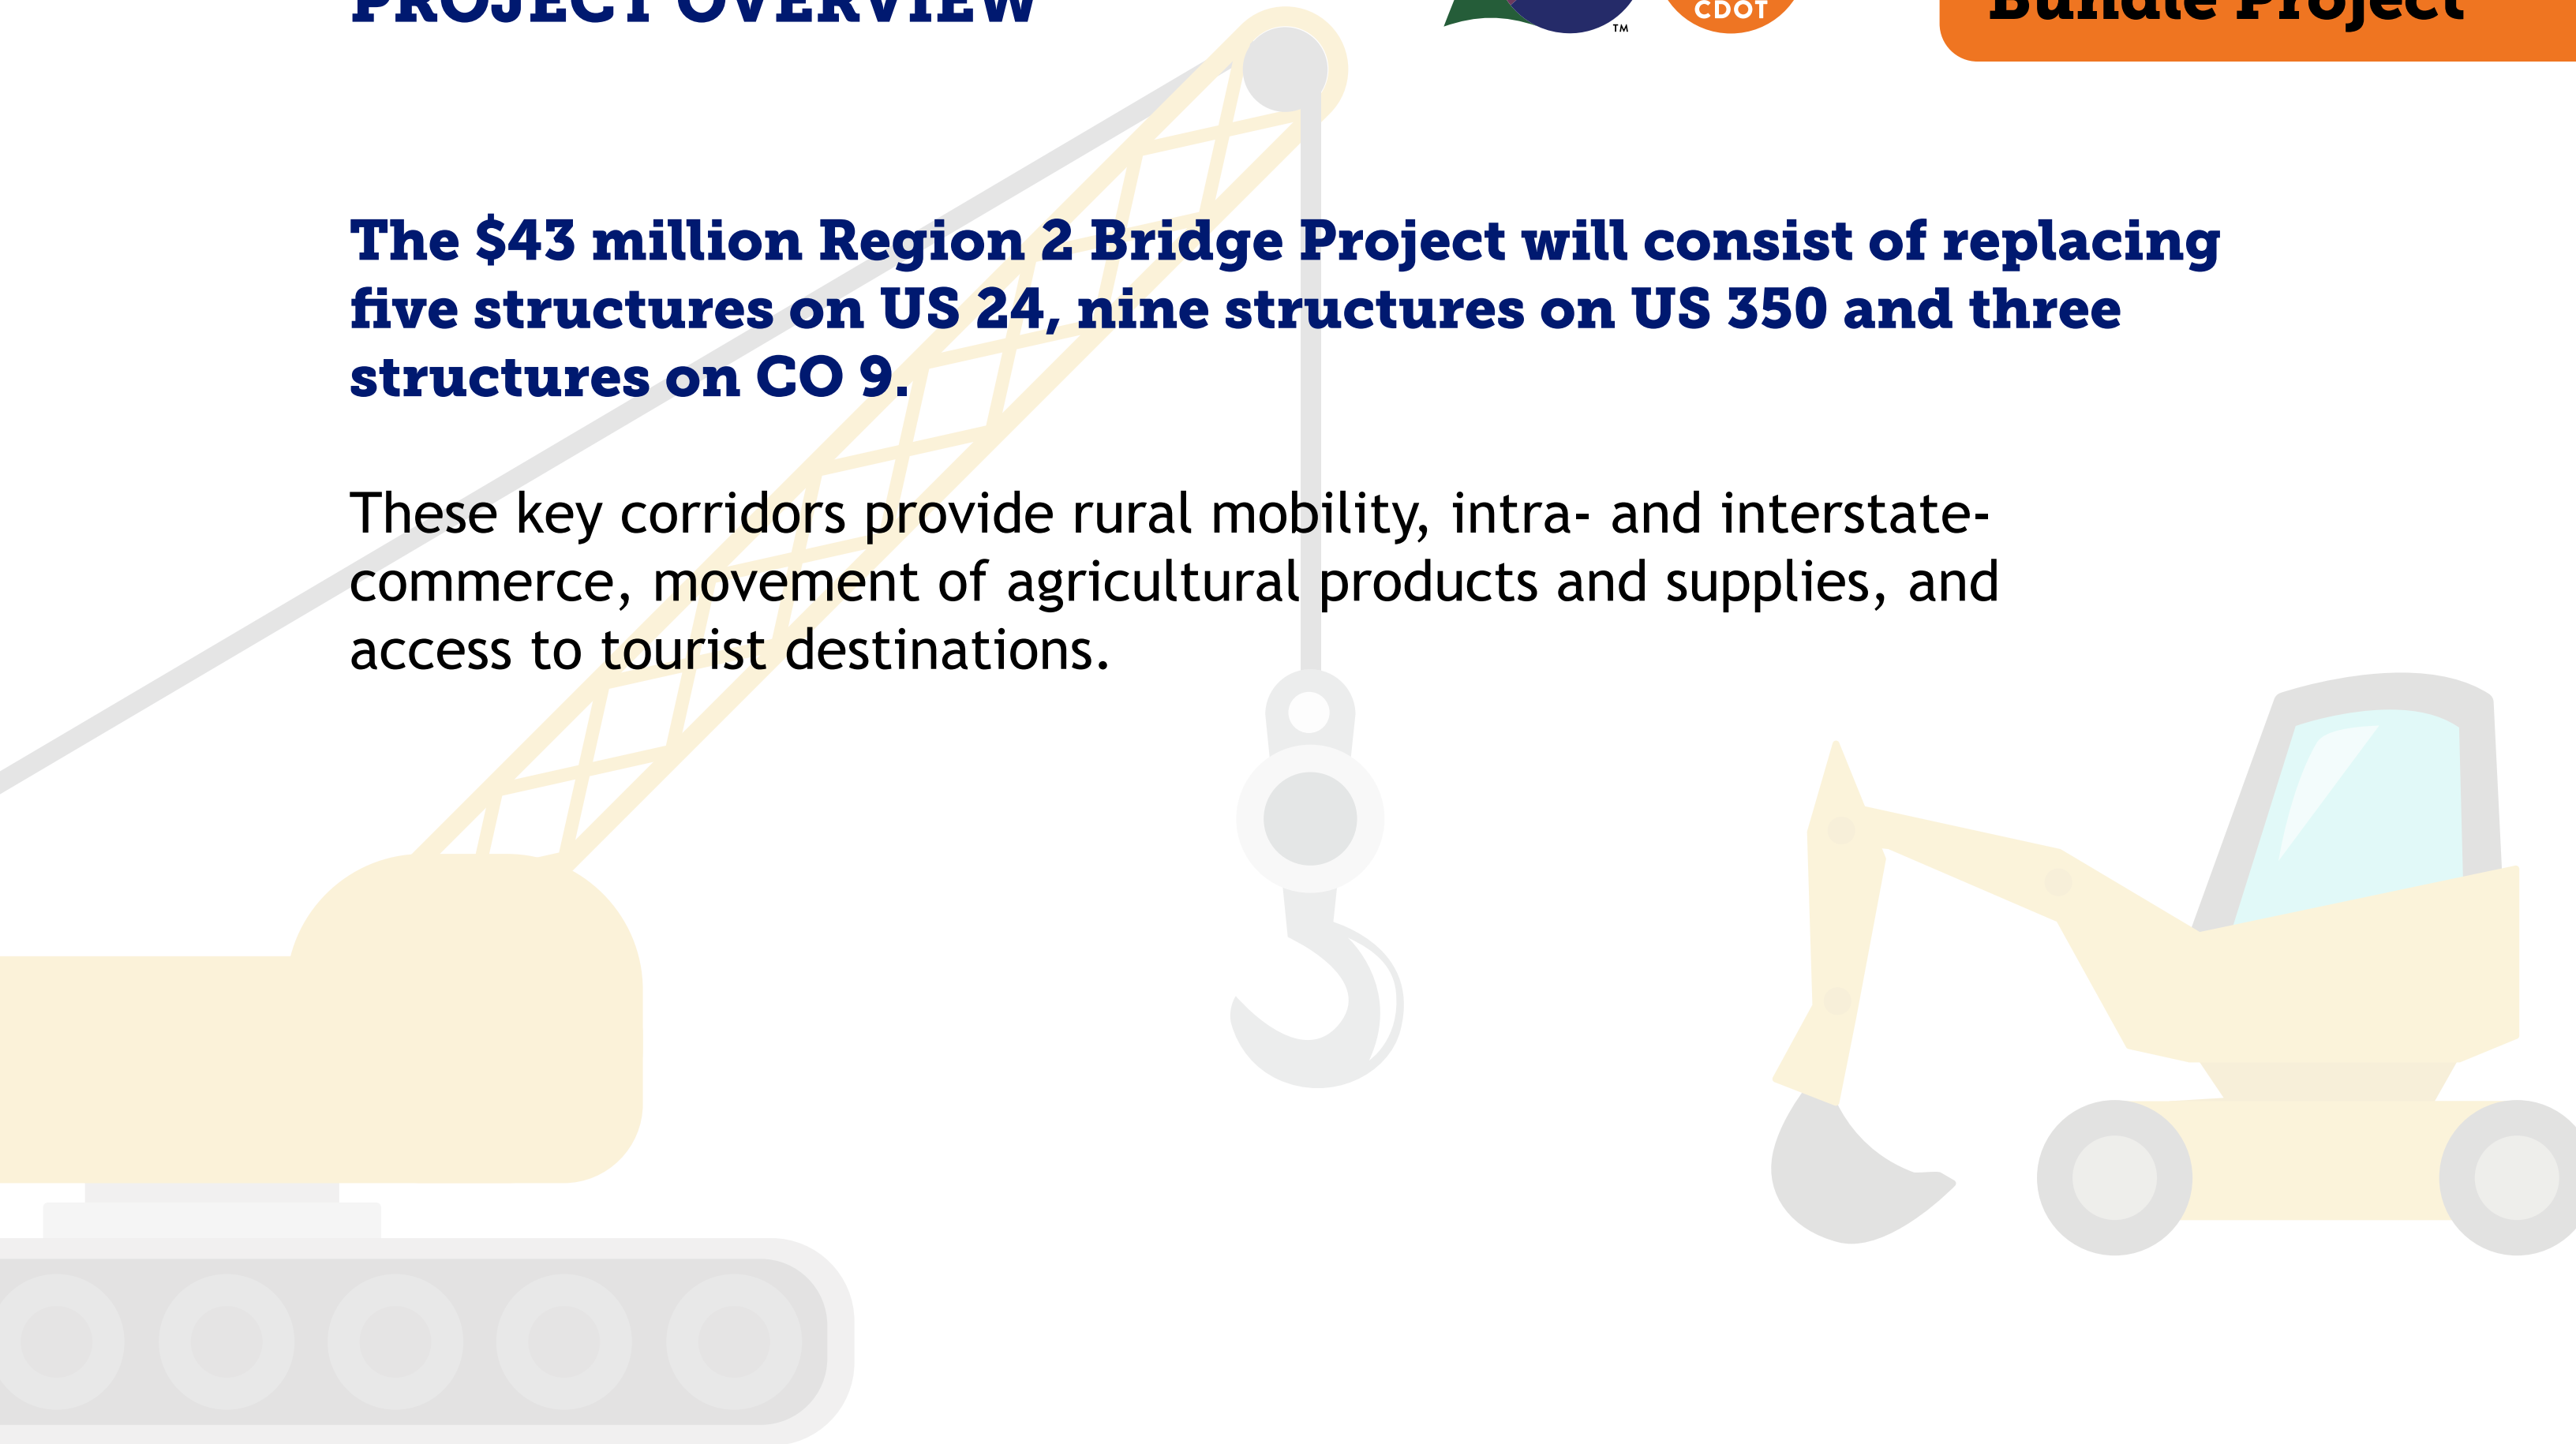 PROJECT OVERVIEW
CDOT
TM
Bundle Project
The $43 million Region 2 Bridge Project will consist of replacing
five structures on US 24, nine structures on US 350 and three
structures on CO 9.
These key corridors provide rural mobility, intra- and interstate-
commerce, movement of agricultural products and supplies, and
access to tourist destinations.